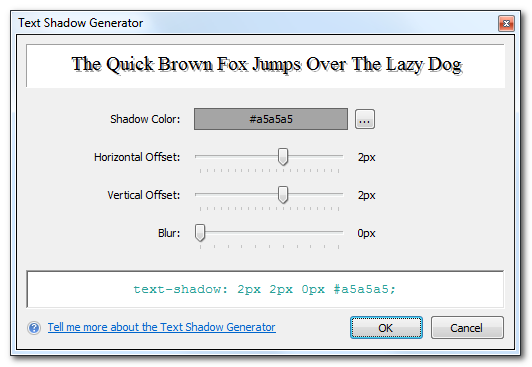 Text Shadow Generator
The Quick Brown Fox Jumps Over The Lazy Dog
Shadow Color: #a5a5a5 ...
Horizontal Offset: 2px
Vertical Offset: 2px
Blur: 0px
text-shadow: 2px 2px 0px #a5a5a5;
? Tell me more about the Text Shadow Generator OK Cancel